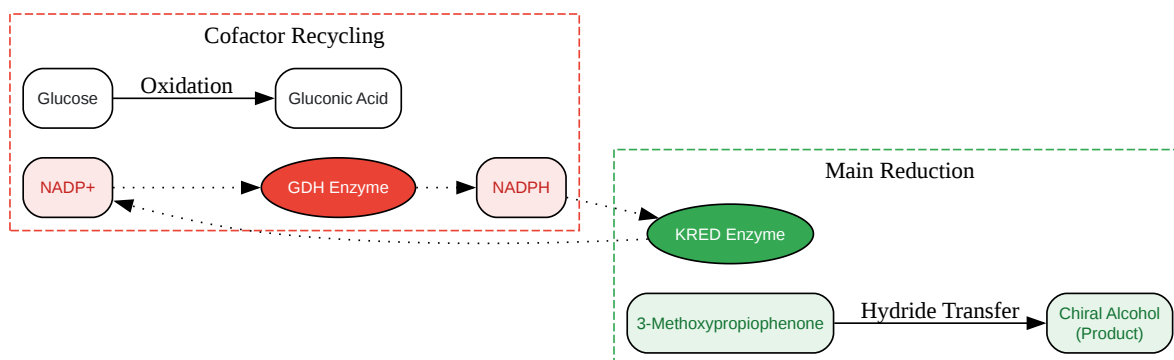 Cofactor Recycling
Glucose
Oxidation
Gluconic Acid
NADP+
GDH Enzyme
NADPH
Main Reduction
KRED Enzyme
3-Methoxypropiophenone
Hydride Transfer
Chiral Alcohol
(Product)